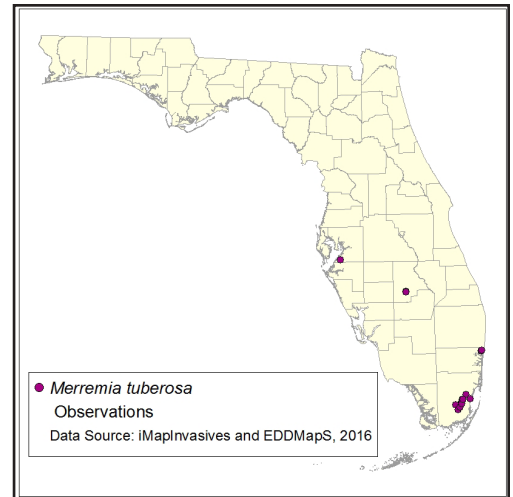 Merremia tuberosa
Observations
Data Source: iMapInvasives and EDDMapS, 2016